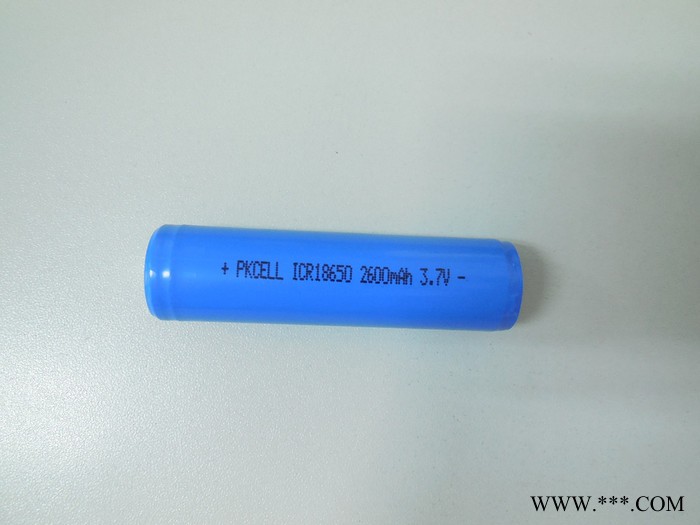 + PKCELL ICR18650 2600mAh 3.7V -
WWW.***.COM